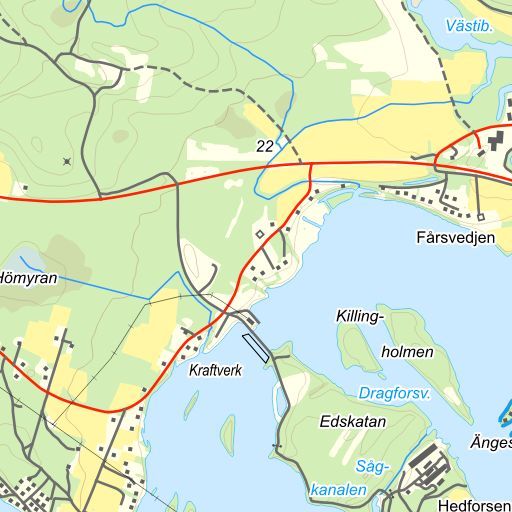 Västib.
22
Fårsvedjen
Hömyran
Killing-
holmen
Kraftverk
Dragforsv.
Edskatan
Änges
Såg-
kanalen
Hedforsen